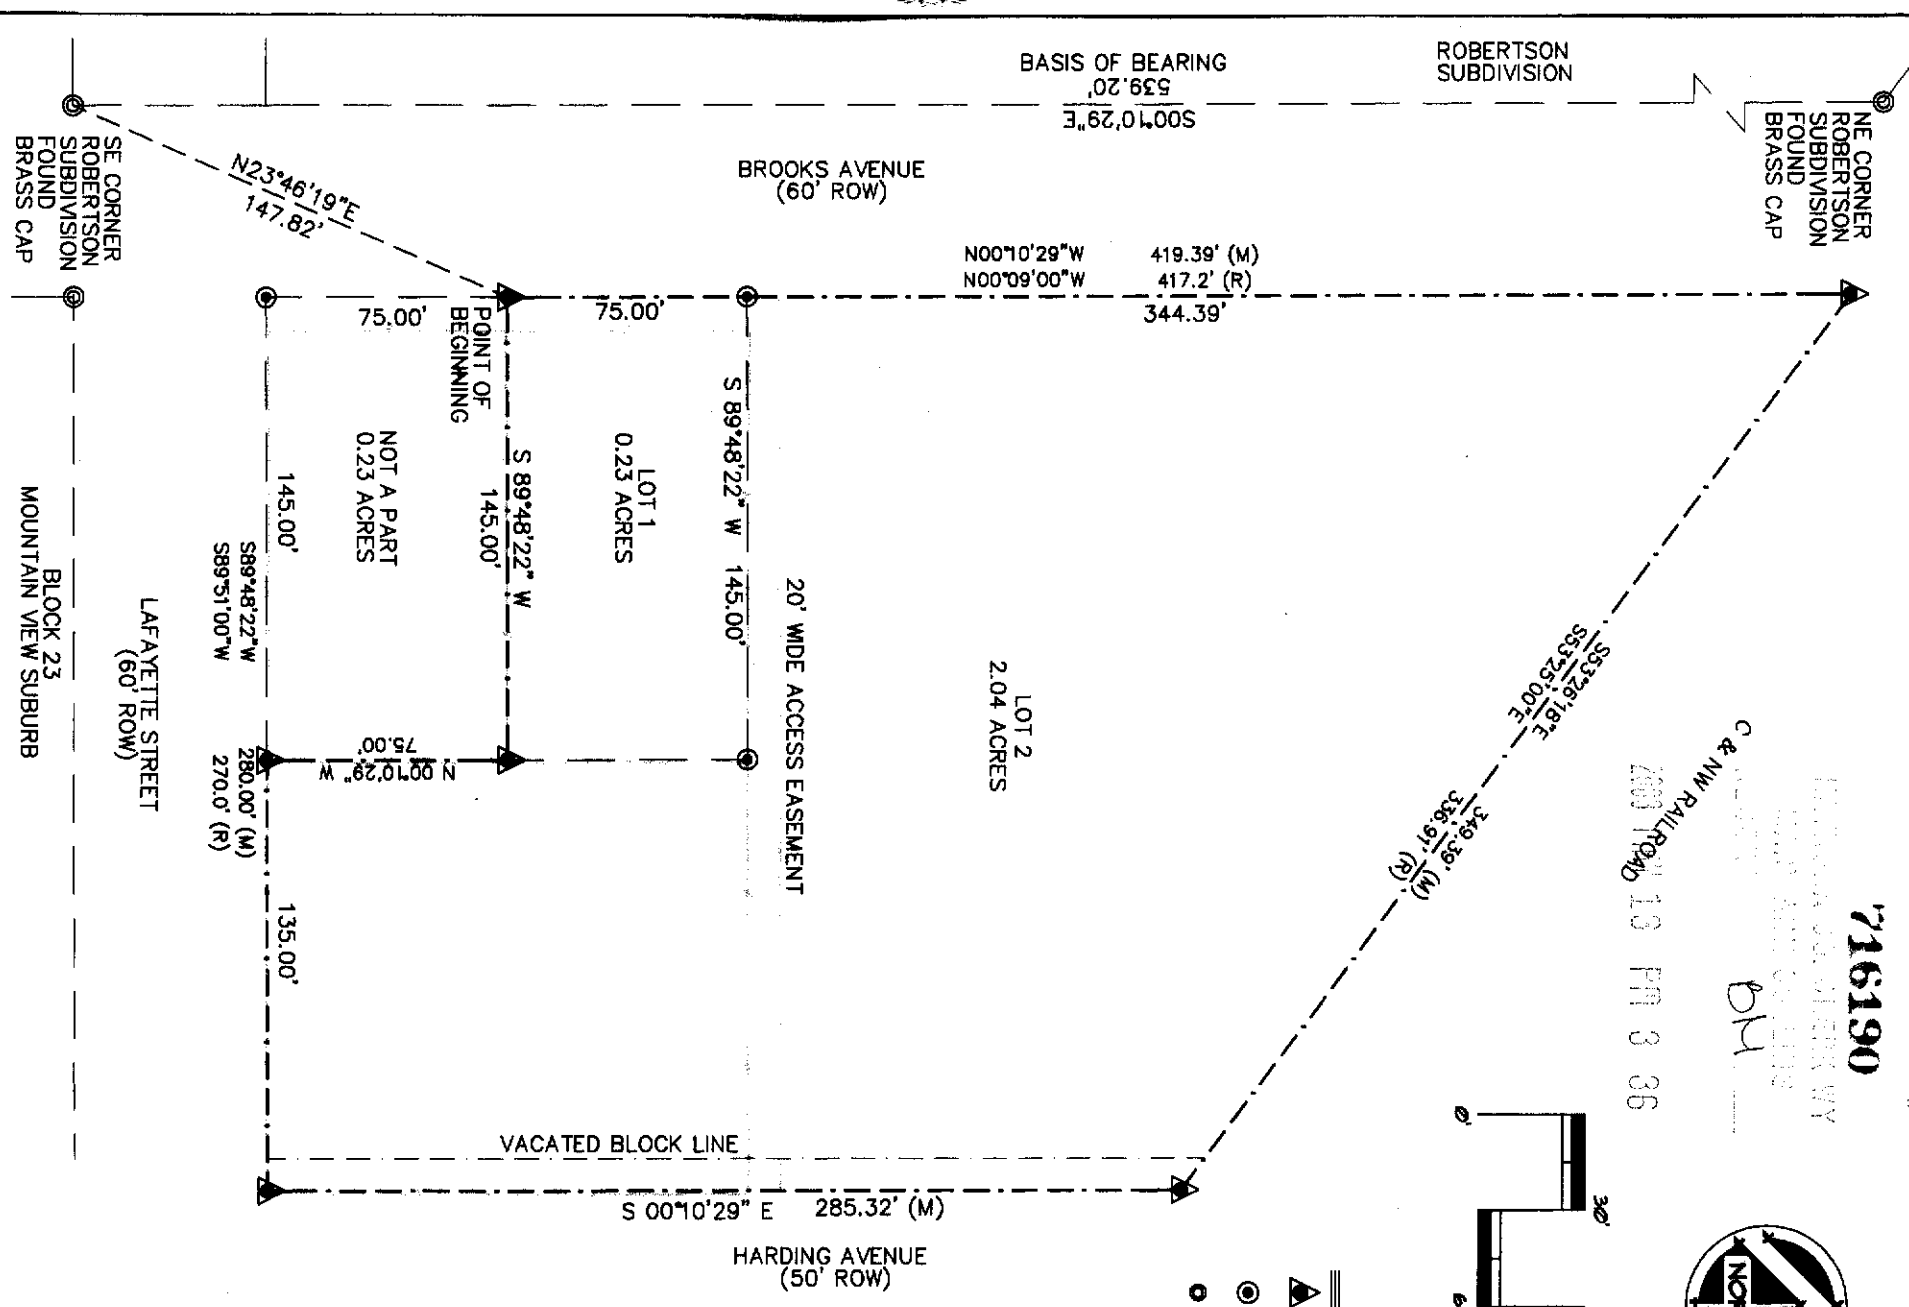 BASIS OF BEARING
539.20'
S00°10'29"E
ROBERTSON
SUBDIVISION
NE CORNER
ROBERTSON
SUBDIVISION
FOUND
BRASS CAP
SE CORNER
ROBERTSON
SUBDIVISION
FOUND
BRASS CAP
N23°46'19"E
147.82'
BROOKS AVENUE
(60' ROW)
N00°10'29"W 419.39' (M)
N00°09'00"W 417.2' (R)
344.39'
75.00'
75.00'
POINT OF
BEGINNING
NOT A PART
0.23 ACRES
S 89°48'22" W
145.00'
LOT 1
0.23 ACRES
S 89°48'22" W 145.00'
20' WIDE ACCESS EASEMENT
LOT 2
2.04 ACRES
S53°26'18"E
S53°25'00"E
349.39' (M)
336.91' (R)
C & NW RAILROAD
716190
BH
13 PM 3 36
145.00'
S89°48'22"W
S89°51'00"W
280.00' (M)
270.0' (R)
N 00°10'29" W
75.00'
135.00'
LAFAYETTE STREET
(60' ROW)
BLOCK 23
MOUNTAIN VIEW SUBURB
VACATED BLOCK LINE
S 00°10'29" E 285.32' (M)
HARDING AVENUE
(50' ROW)
0'
30'